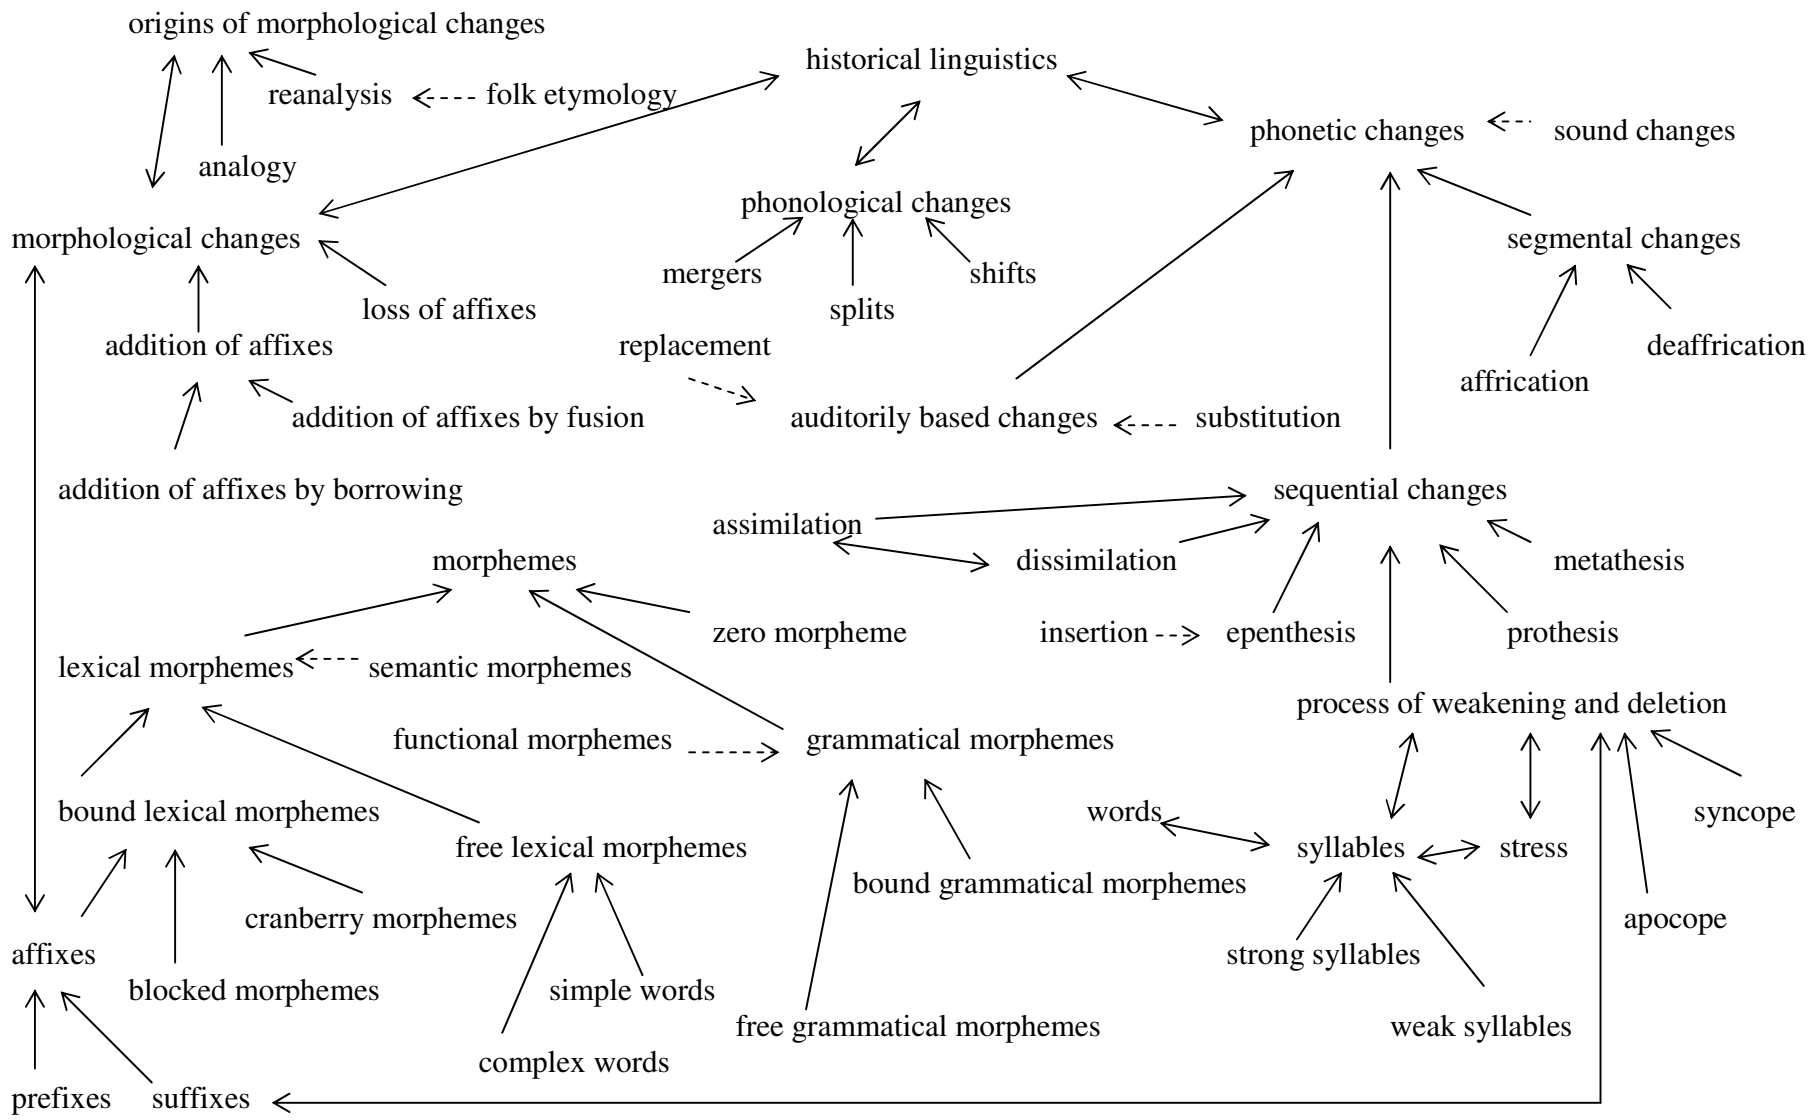 origins of morphological changes
historical linguistics
reanalysis
folk etymology
phonetic changes
sound changes
analogy
phonological changes
morphological changes
segmental changes
mergers
shifts
loss of affixes
splits
addition of affixes
replacement
deaffrication
affrication
addition of affixes by fusion
auditorily based changes
substitution
addition of affixes by borrowing
sequential changes
assimilation
morphemes
dissimilation
metathesis
zero morpheme
insertion
epenthesis
prothesis
lexical morphemes
semantic morphemes
process of weakening and deletion
functional morphemes
grammatical morphemes
bound lexical morphemes
words
syncope
free lexical morphemes
syllables
stress
bound grammatical morphemes
cranberry morphemes
apocope
affixes
strong syllables
blocked morphemes
simple words
free grammatical morphemes
weak syllables
complex words
prefixes
suffixes